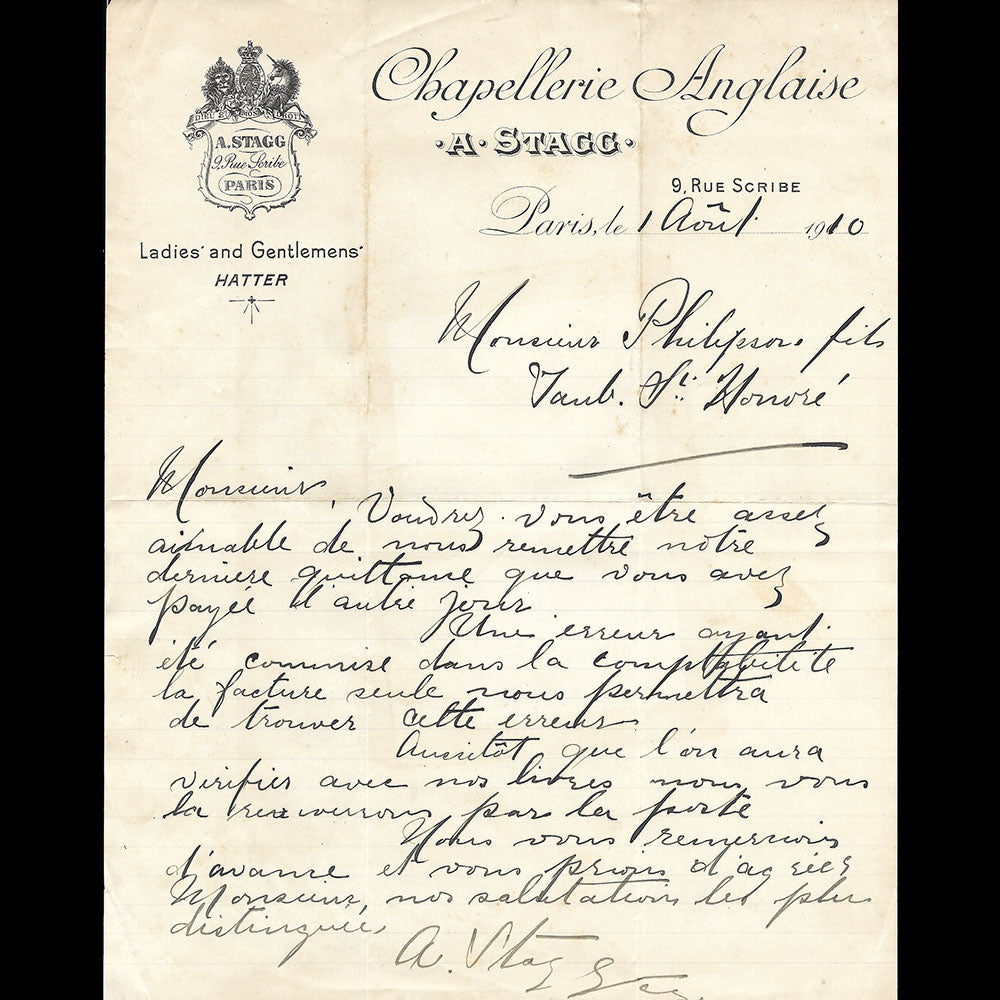 Chapellerie Anglaise
·A· STAGG·
DIEU ET MON DROIT
A. STAGG
9, Rue Scribe
PARIS
Ladies' and Gentlemens'
HATTER
9, RUE SCRIBE
Paris, le 1 Août 1910
Monsieur Philipson fils
Faub. St. Honoré
Monsieur,
Voudrez-vous être assez
aimable de nous remettre notre
derniere quittance que vous avez
payée l'autre jour
Une erreur ayant
été commise dans la comptabilite
la facture seule nous permettra
de trouver cette erreur.
Aussitôt que l'on aura
verifier avec nos livres nous vous
la renverrons par la poste
Nous vous remercions
d'avance et vous prions d'agréer
Monsieur, nos salutations les plus
distinguées
A. Stagg